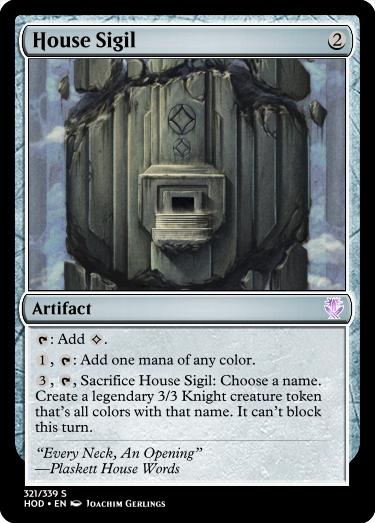 House Sigil 2
Artifact
: Add .
1, : Add one mana of any color.
3, , Sacrifice House Sigil: Choose a name.
Create a legendary 3/3 Knight creature token
that's all colors with that name. It can't block
this turn.
“Every Neck, An Opening”
—Plaskett House Words
321/339 S
HOD • EN Joachim Gerlings